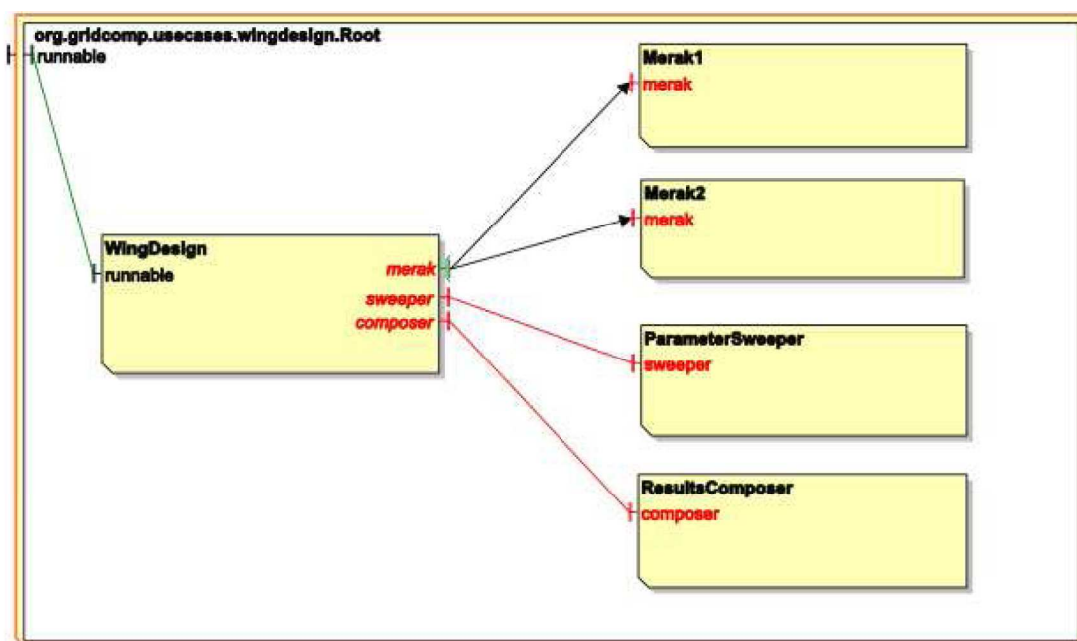 org.gridcomp.usecases.wingdesign.Root
runnable
Merak1
merak
Merak2
merak
WingDesign
runnable
merak
sweeper
composer
ParameterSweeper
sweeper
ResultsComposer
composer